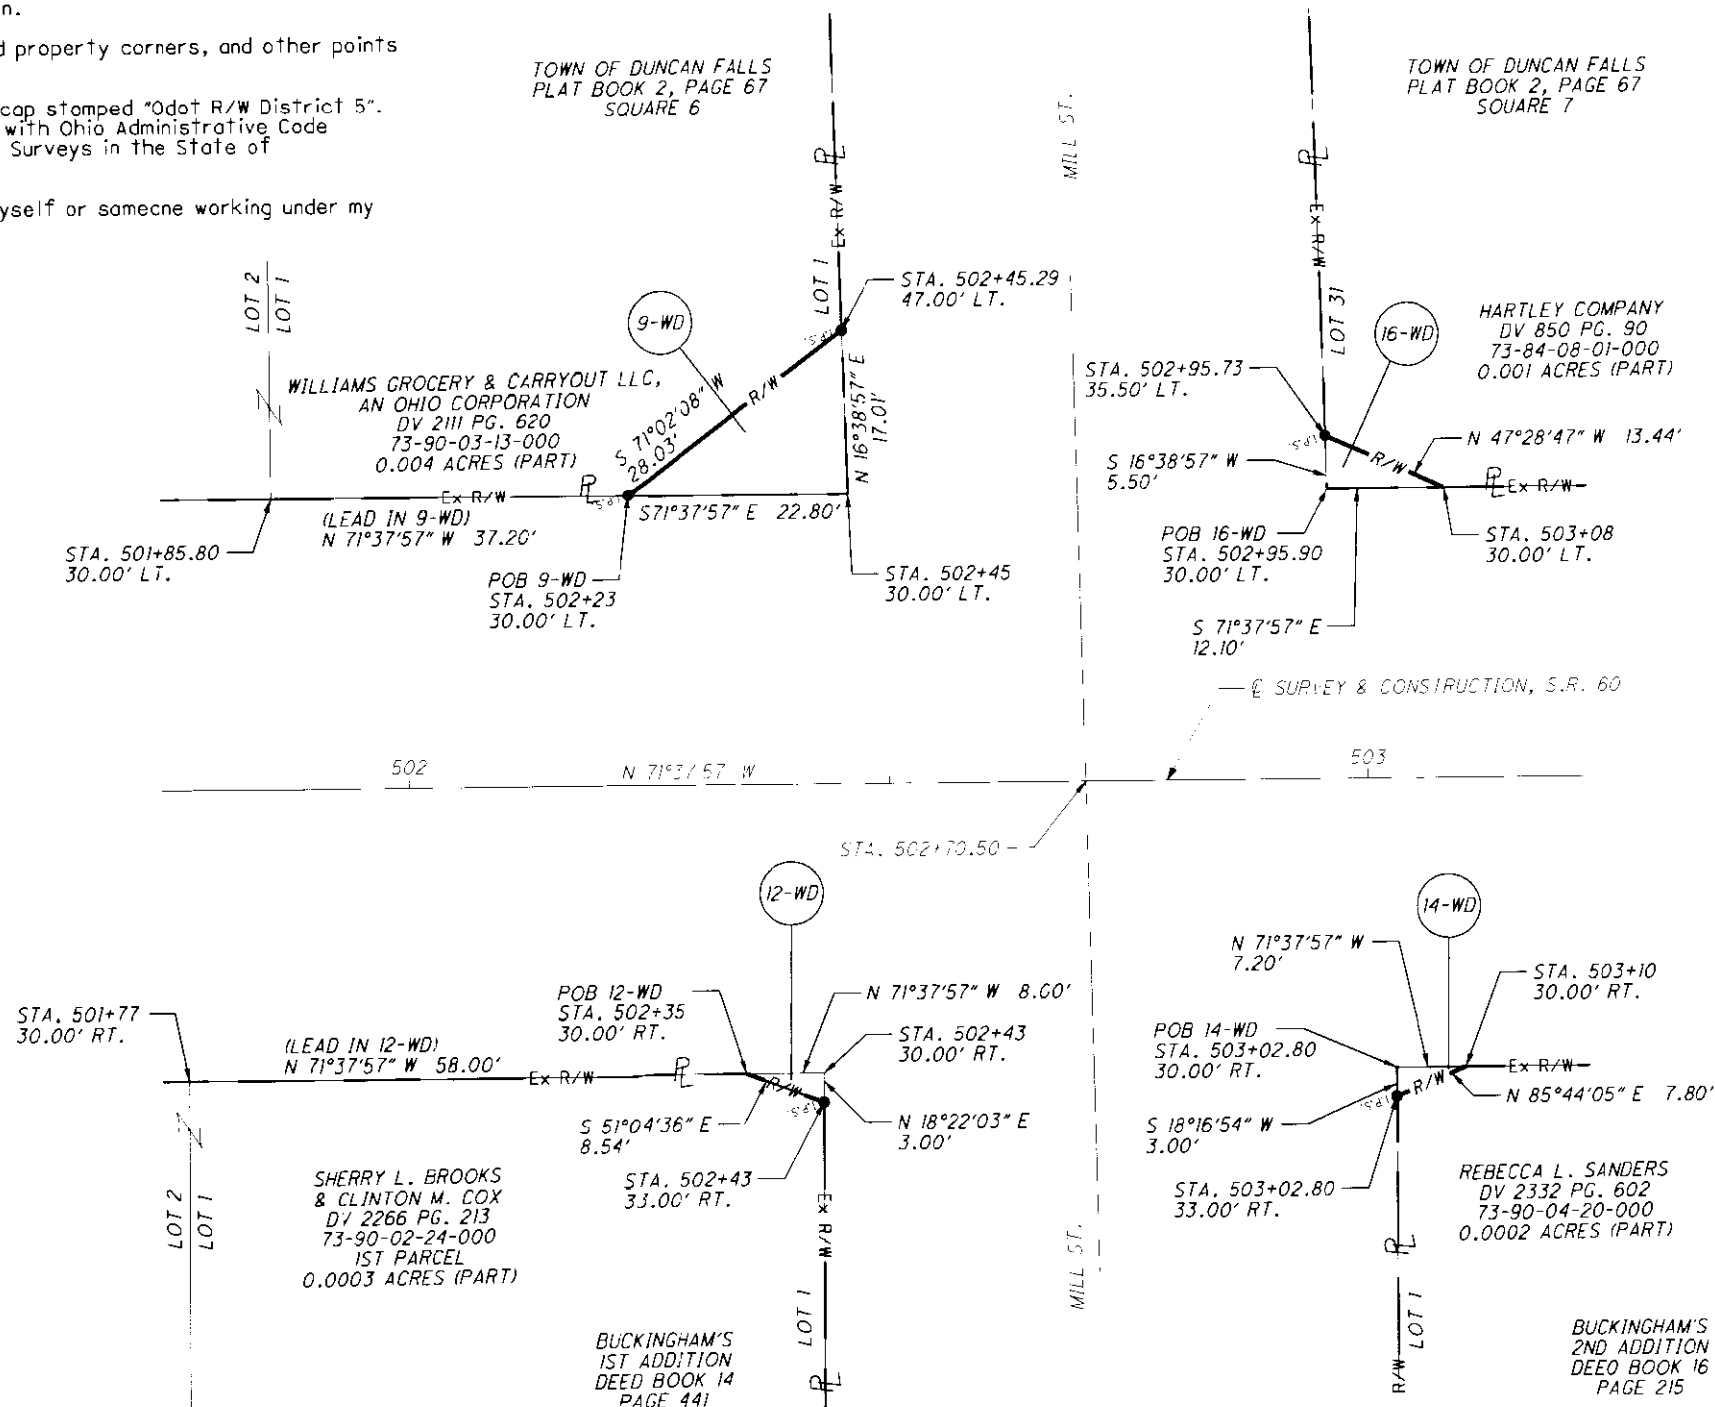 n.
d property corners, and other points
cap stamped "Odot R/W District 5".
with Ohio Administrative Code
Surveys in the State of
yself or somecne working under my
TOWN OF DUNCAN FALLS
PLAT BOOK 2, PAGE 67
SQUARE 6
MILL ST.
TOWN OF DUNCAN FALLS
PLAT BOOK 2, PAGE 67
SQUARE 7
PL
Ex R/W
LOT 1
PL
Ex R/W
LOT 31
LOT 2
LOT 1
9-WD
STA. 502+45.29
47.00' LT.
I.P.S.
16-WD
HARTLEY COMPANY
DV 850 PG. 90
73-84-08-01-000
0.001 ACRES (PART)
STA. 502+95.73
35.50' LT.
WILLIAMS GROCERY & CARRYOUT LLC,
AN OHIO CORPORATION
DV 2111 PG. 620
73-90-03-13-000
0.004 ACRES (PART)
R/W
S 71°02'08" W
28.03'
N 16°38'57" E
17.01'
I.P.S.
N 47°28'47" W 13.44'
R/W
S 16°38'57" W
5.50'
PL
Ex R/W
Ex R/W
PL
I.P.S.
(LEAD IN 9-WD)
N 71°37'57" W 37.20'
S71°37'57" E 22.80'
STA. 501+85.80
30.00' LT.
POB 9-WD
STA. 502+23
30.00' LT.
STA. 502+45
30.00' LT.
POB 16-WD
STA. 502+95.90
30.00' LT.
STA. 503+08
30.00' LT.
S 71°37'57" E
12.10'
℄ SURVEY & CONSTRUCTION, S.R. 60
502
N 71°37'57" W
503
STA. 502+70.50
12-WD
14-WD
N 71°37'57" W
7.20'
STA. 503+10
30.00' RT.
POB 12-WD
STA. 502+35
30.00' RT.
N 71°37'57" W 8.00'
STA. 501+77
30.00' RT.
STA. 502+43
30.00' RT.
POB 14-WD
STA. 503+02.80
30.00' RT.
(LEAD IN 12-WD)
N 71°37'57" W 58.00'
Ex R/W
PL
R/W
I.P.S.
Ex R/W
R/W
I.P.S.
N 85°44'05" E 7.80'
S 51°04'36" E
8.54'
N 18°22'03" E
3.00'
S 18°16'54" W
3.00'
STA. 502+43
33.00' RT.
STA. 503+02.80
33.00' RT.
SHERRY L. BROOKS
& CLINTON M. COX
DV 2266 PG. 213
73-90-02-24-000
1ST PARCEL
0.0003 ACRES (PART)
REBECCA L. SANDERS
DV 2332 PG. 602
73-90-04-20-000
0.0002 ACRES (PART)
LOT 2
LOT 1
Ex R/W
MILL ST.
PL
LOT 1
PL
BUCKINGHAM'S
1ST ADDITION
DEED BOOK 14
PAGE 441
R/W
LOT 1
BUCKINGHAM'S
2ND ADDITION
DEED BOOK 16
PAGE 215